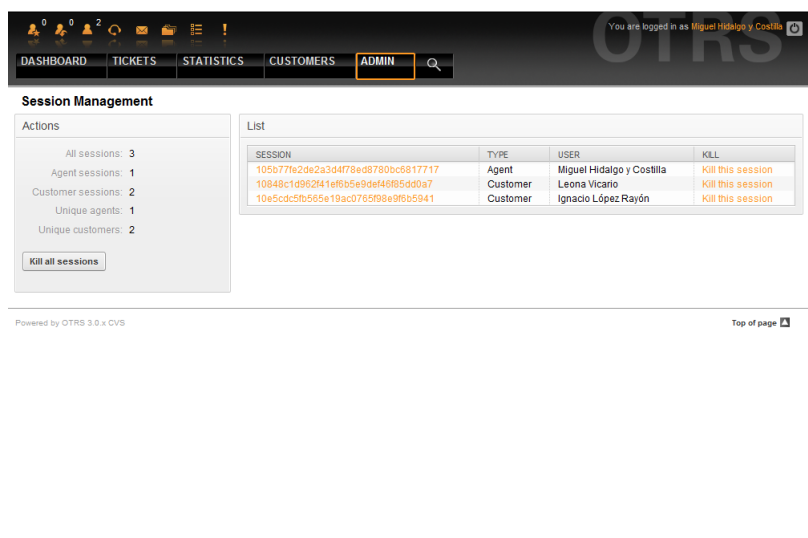 0 0 2
OTRS
You are logged in as Miguel Hidalgo y Costilla
DASHBOARD TICKETS STATISTICS CUSTOMERS ADMIN
Session Management
Actions
All sessions: 3
Agent sessions: 1
Customer sessions: 2
Unique agents: 1
Unique customers: 2
Kill all sessions
List
SESSION TYPE USER KILL
105b77fe2de2a3d4f78ed8780bc6817717 Agent Miguel Hidalgo y Costilla Kill this session
10848c1d962f41ef6b5e9def46f85dd0a7 Customer Leona Vicario Kill this session
10e5cdc5fb565e19ac0765f98e9f6b5941 Customer Ignacio López Rayón Kill this session
Powered by OTRS 3.0.x CVS
Top of page